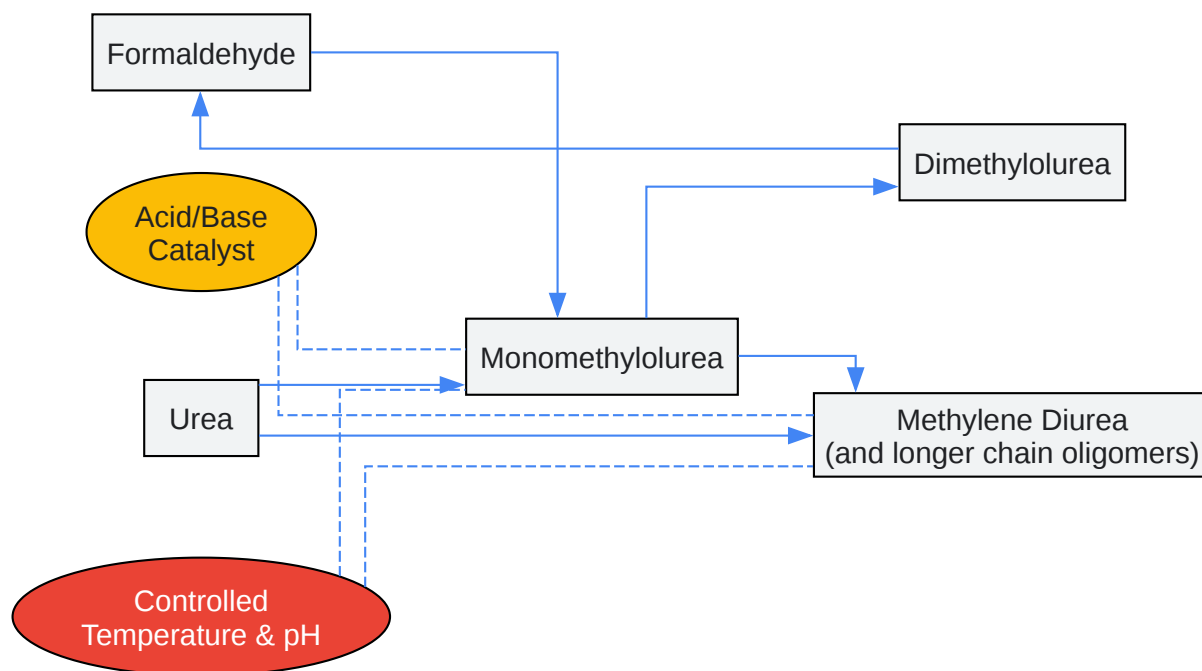 Formaldehyde
Dimethylolurea
Acid/Base
Catalyst
Monomethylolurea
Urea
Methylene Diurea
(and longer chain oligomers)
Controlled
Temperature & pH